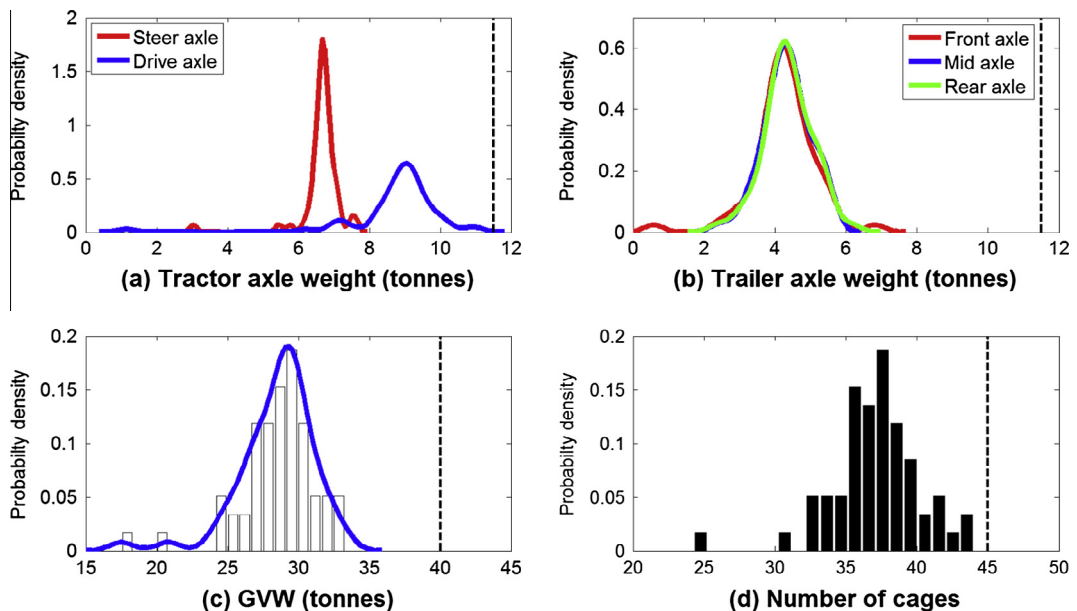 2
1.5
1
0.5
0
Probabilty density
Steer axle
Drive axle
0 2 4 6 8 10 12
(a) Tractor axle weight (tonnes)
0.6
0.4
0.2
0
Probabilty density
Front axle
Mid axle
Rear axle
0 2 4 6 8 10 12
(b) Trailer axle weight (tonnes)
0.2
0.15
0.1
0.05
0
Probabilty density
15 20 25 30 35 40 45
(c) GVW (tonnes)
0.2
0.15
0.1
0.05
0
Probabilty density
20 25 30 35 40 45 50
(d) Number of cages